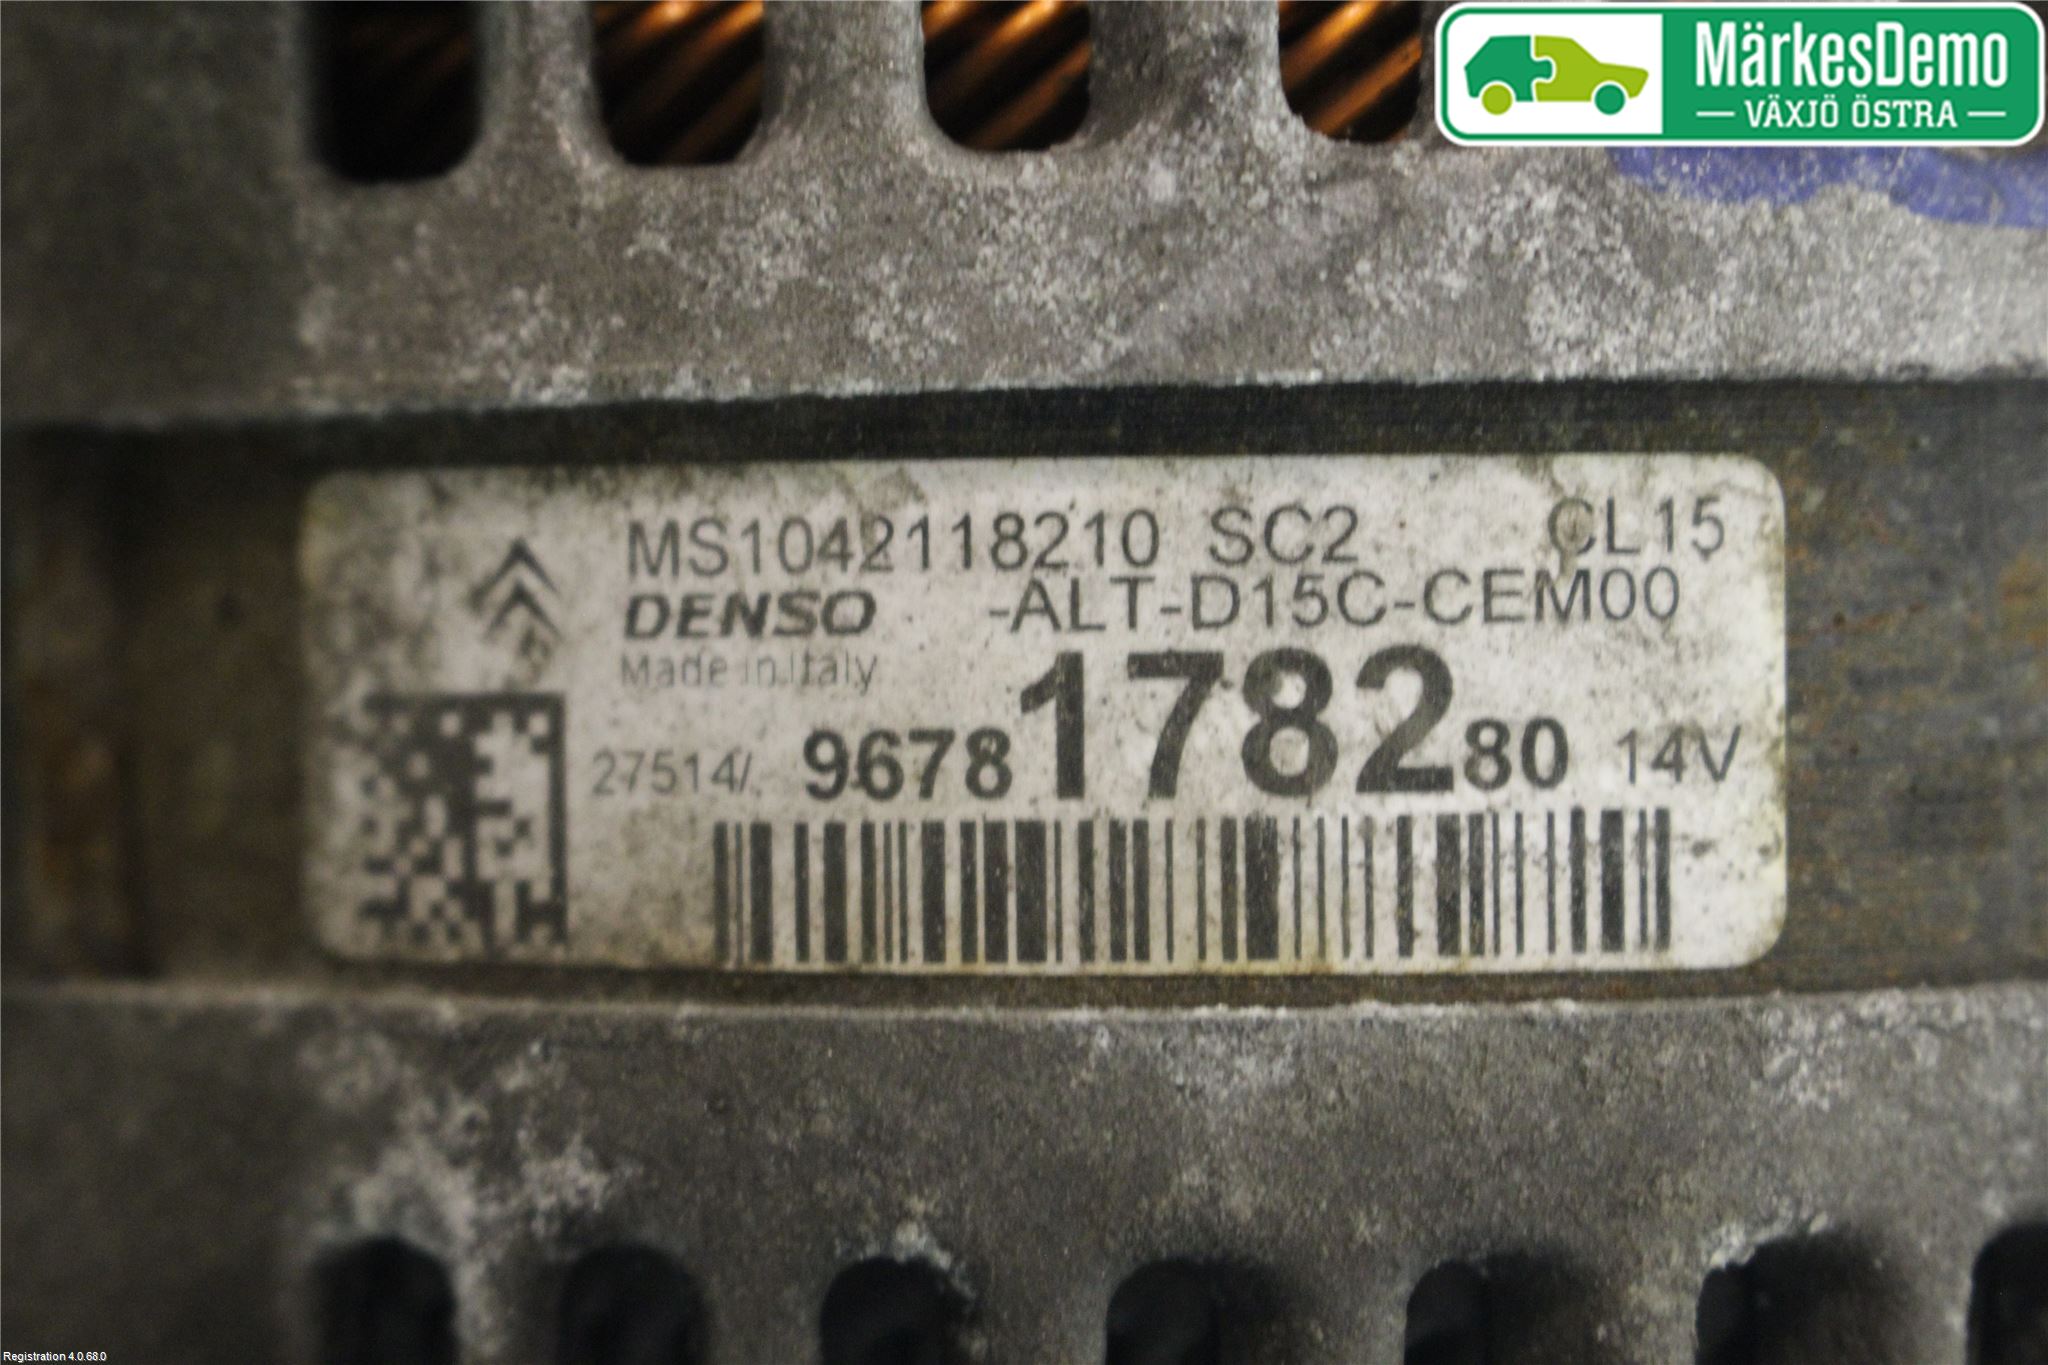 MärkesDemo
VÄXJÖ ÖSTRA
MS1042118210 SC2 CL15
DENSO -ALT-D15C-CEM00
Made in Italy
27514/. 9678178280 14V
Registration 4.0.68.0